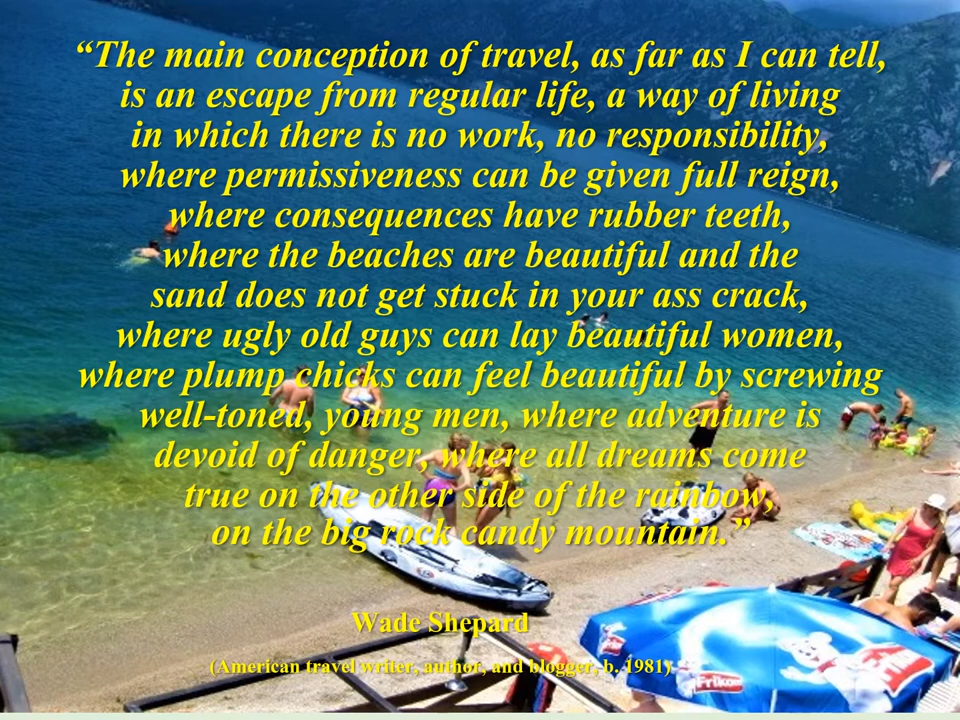 “The main conception of travel, as far as I can tell,
is an escape from regular life, a way of living
in which there is no work, no responsibility,
where permissiveness can be given full reign,
where consequences have rubber teeth,
where the beaches are beautiful and the
sand does not get stuck in your ass crack,
where ugly old guys can lay beautiful women,
where plump chicks can feel beautiful by screwing
well-toned, young men, where adventure is
devoid of danger, where all dreams come
true on the other side of the rainbow,
on the big rock candy mountain.”
Wade Shepard
(American travel writer, author, and blogger, b. 1981)
Friko